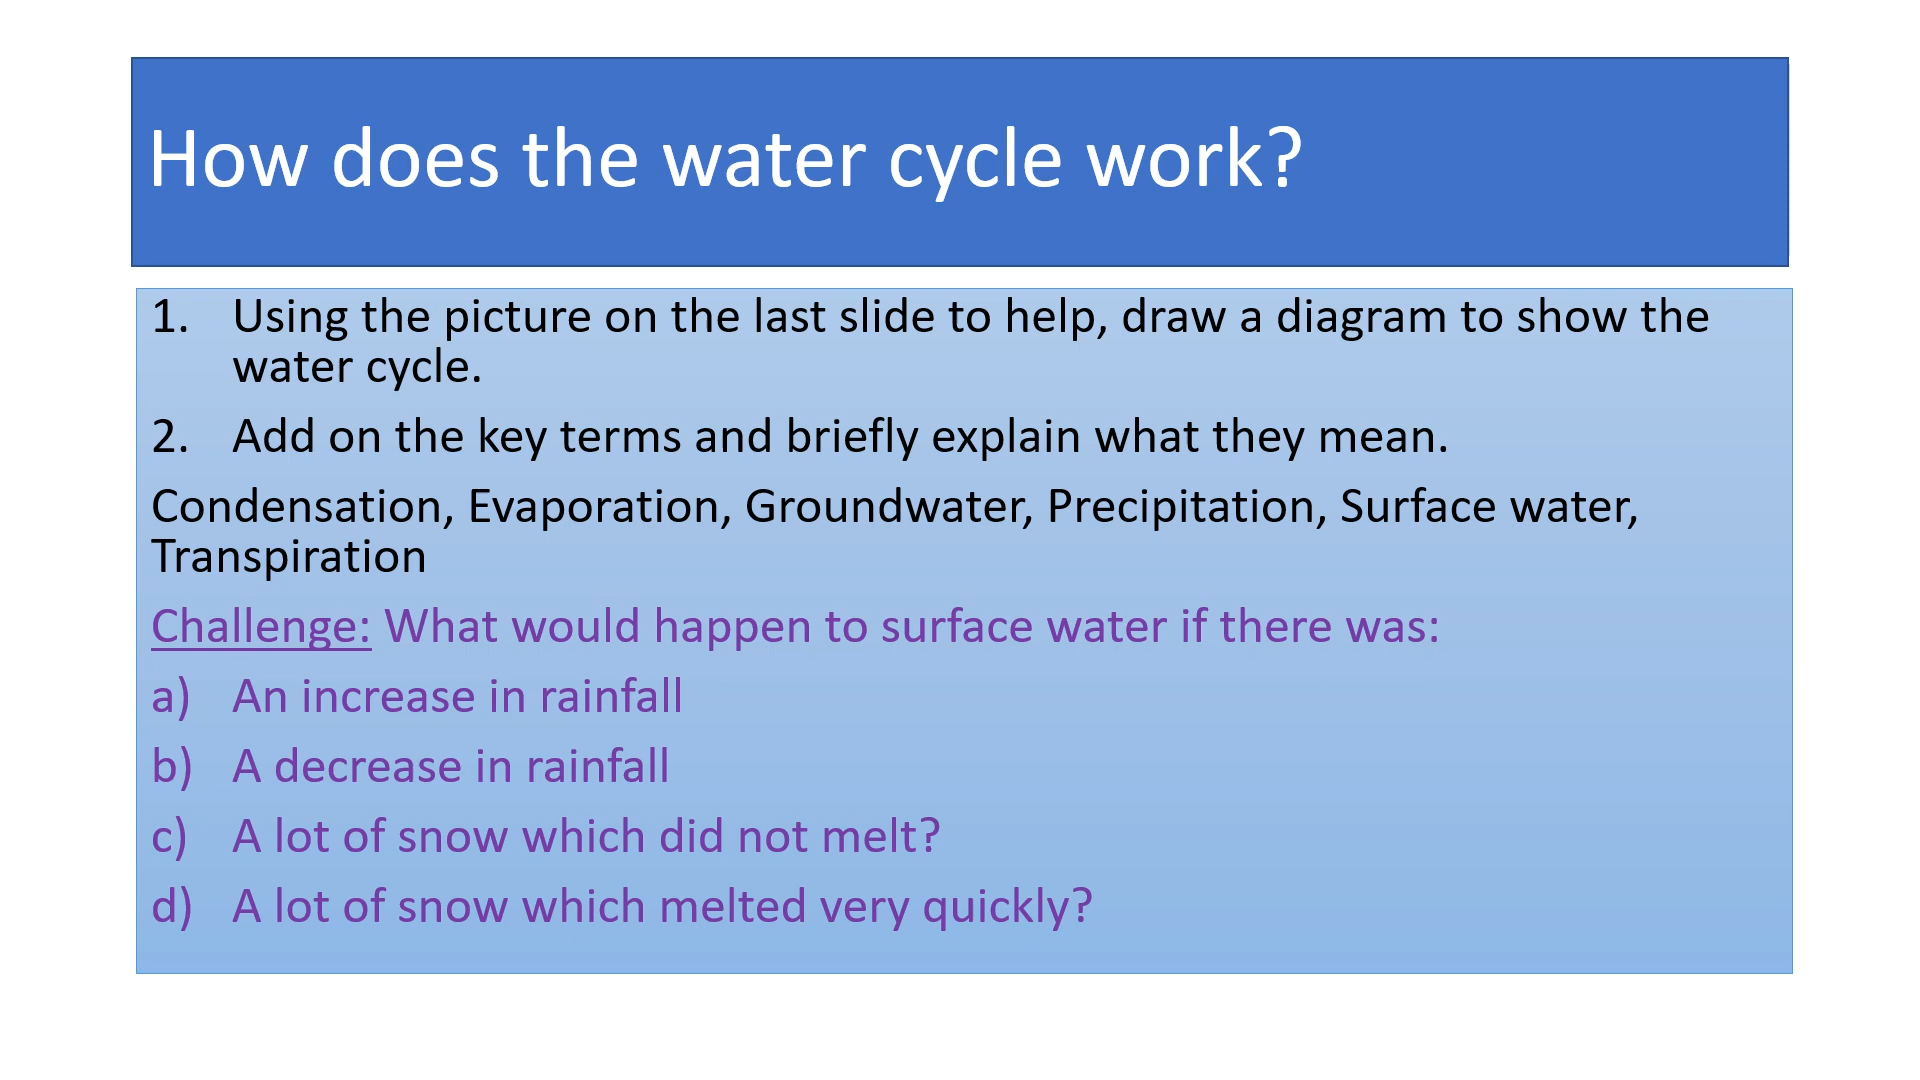 How does the water cycle work?
1. Using the picture on the last slide to help, draw a diagram to show the
water cycle.
2. Add on the key terms and briefly explain what they mean.
Condensation, Evaporation, Groundwater, Precipitation, Surface water,
Transpiration
Challenge: What would happen to surface water if there was:
a) An increase in rainfall
b) A decrease in rainfall
c) A lot of snow which did not melt?
d) A lot of snow which melted very quickly?